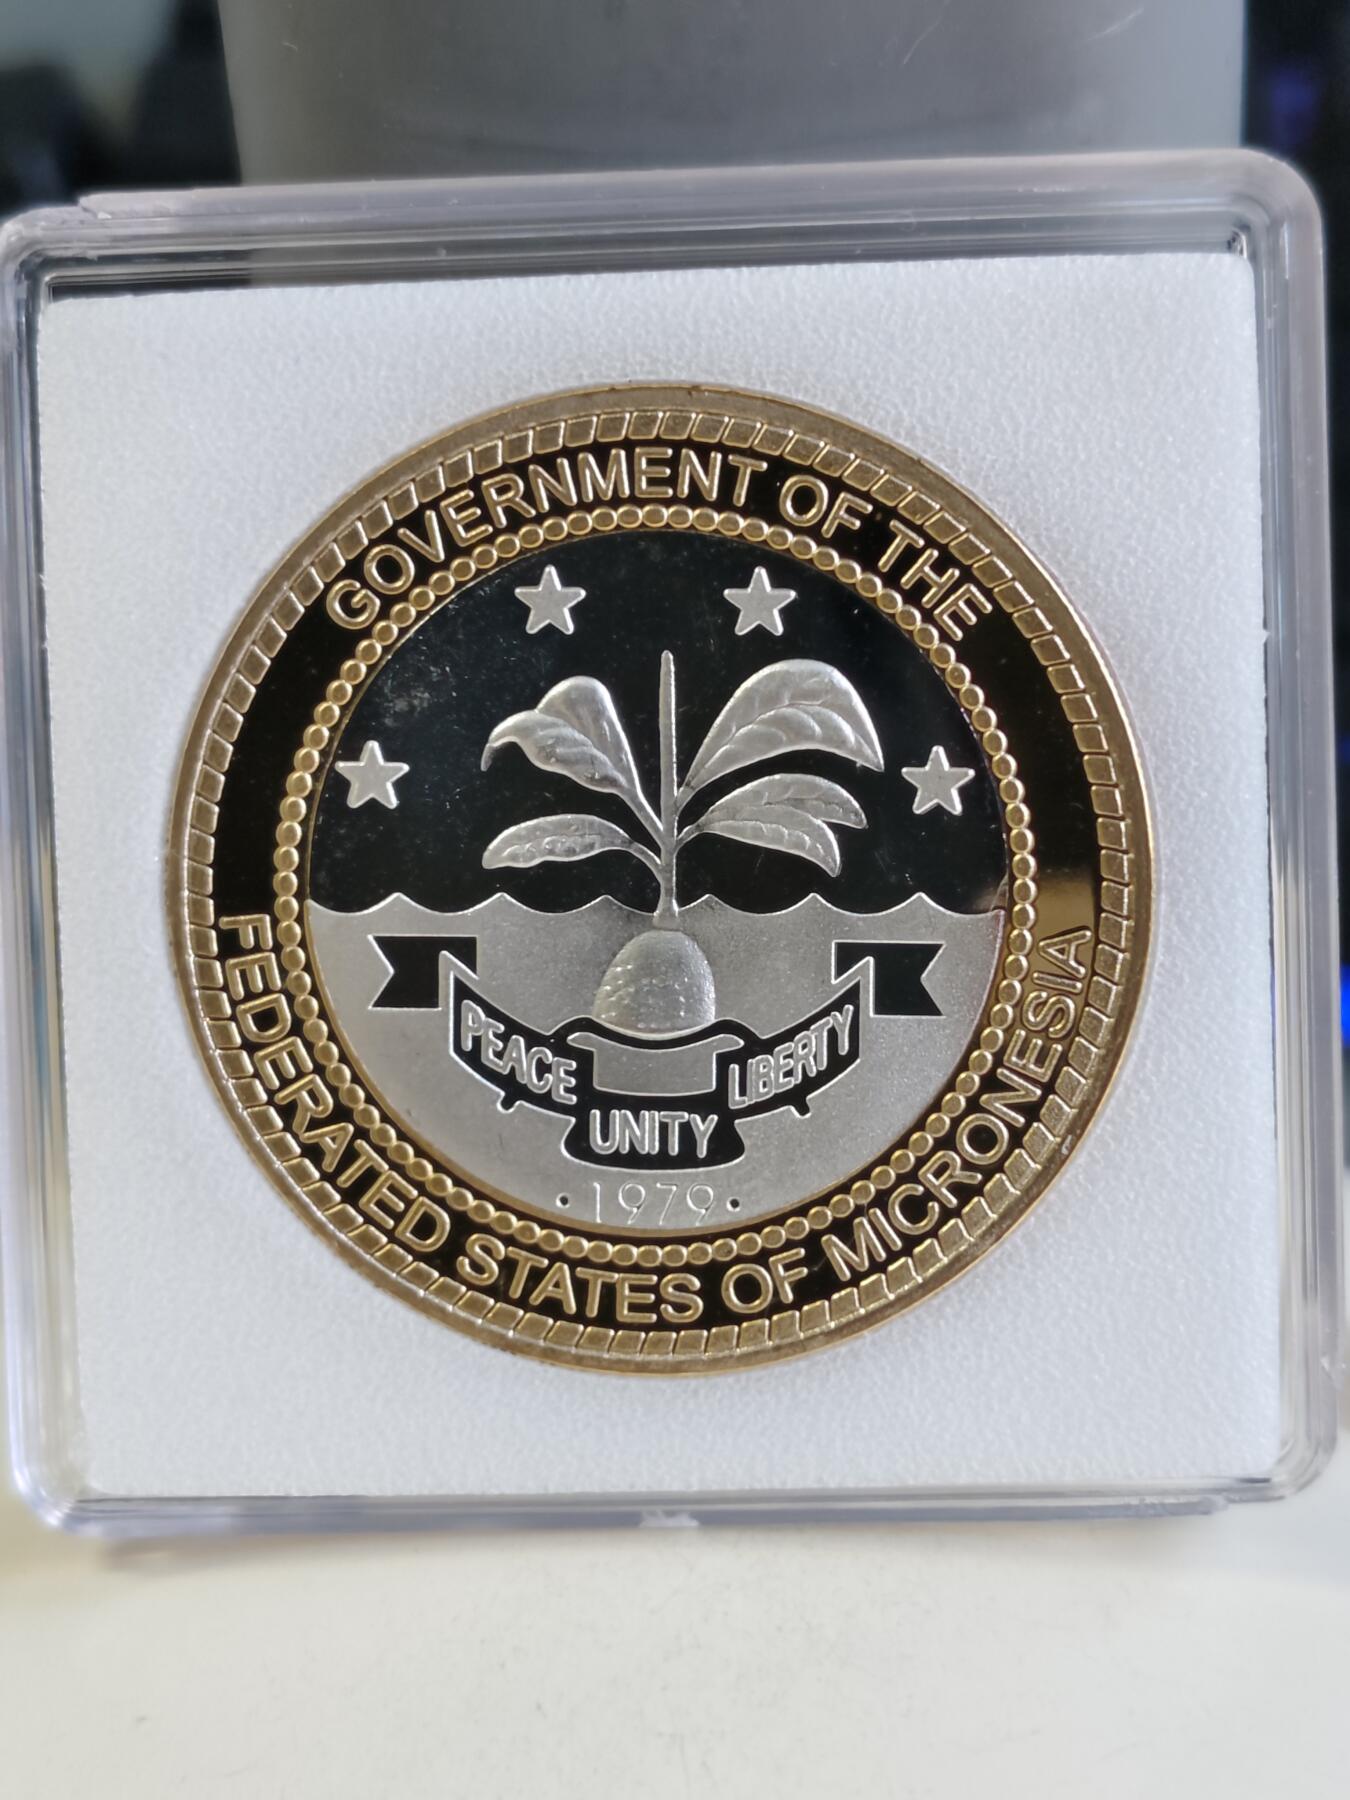 GOVERNMENT OF THE
FEDERATED STATES OF MICRONESIA
PEACE
UNITY
LIBERTY
· 1979 ·